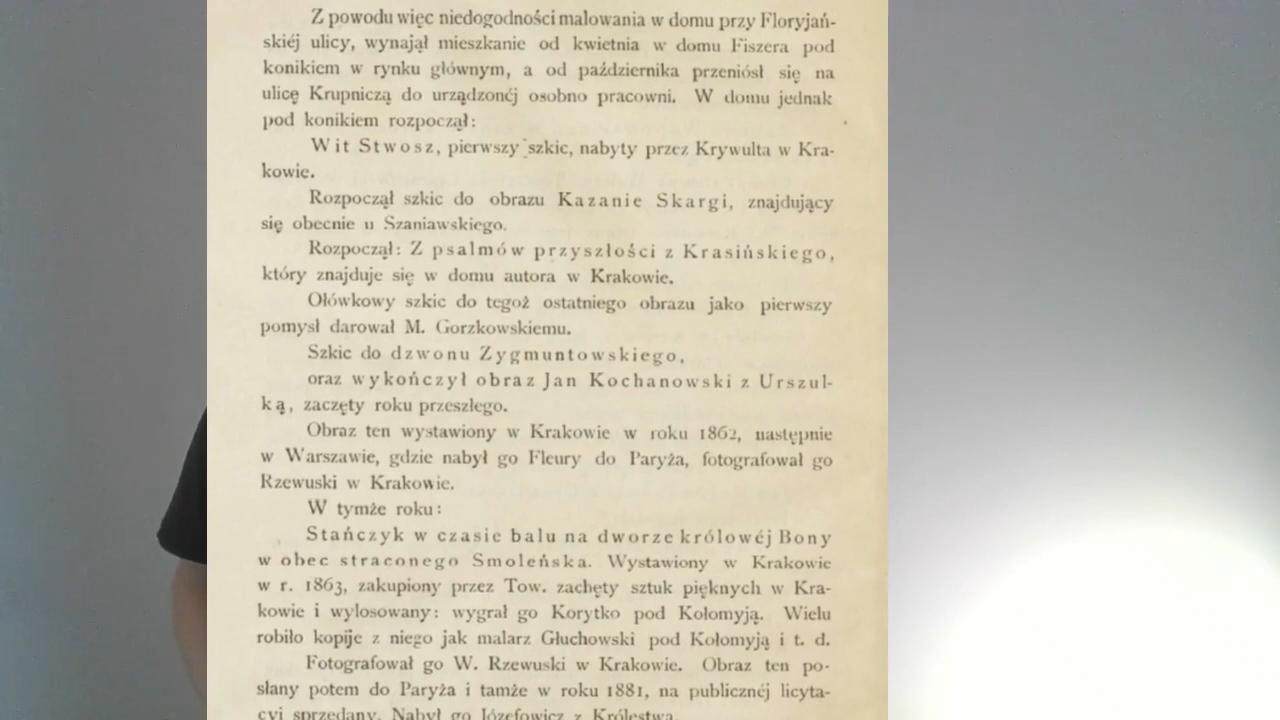 Z powodu więc niedogodności malowania w domu przy Floryjań-
skiéj ulicy, wynajął mieszkanie od kwietnia w domu Fiszera pod
konikiem w rynku głównym, a od października przeniósł się na
ulicę Krupniczą do urządzonéj osobno pracowni. W domu jednak
pod konikiem rozpoczął:
Wit Stwosz, pierwszy szkic, nabyty przez Krywulta w Kra-
kowie.
Rozpoczął szkic do obrazu Kazanie Skargi, znajdujący
się obecnie u Szaniawskiego.
Rozpoczął: Z psalmów przyszłości z Krasińskiego,
który znajduje się w domu autora w Krakowie.
Ołówkowy szkic do tegoż ostatniego obrazu jako pierwszy
pomysł darował M. Gorzkowskiemu.
Szkic do dzwonu Zygmuntowskiego,
oraz wykończył obraz Jan Kochanowski z Urszul-
ką, zaczęty roku przeszłego.
Obraz ten wystawiony w Krakowie w roku 1862, następnie
w Warszawie, gdzie nabył go Fleury do Paryża, fotografował go
Rzewuski w Krakowie.
W tymże roku:
Stańczyk w czasie balu na dworze królowéj Bony
w obec straconego Smoleńska. Wystawiony w Krakowie
w r. 1863, zakupiony przez Tow. zachęty sztuk pięknych w Kra-
kowie i wylosowany: wygrał go Korytko pod Kołomyją. Wielu
robiło kopije z niego jak malarz Głuchowski pod Kołomyją i t. d.
Fotografował go W. Rzewuski w Krakowie. Obraz ten po-
słany potem do Paryża i tamże w roku 1881, na publicznéj licyta-
cyi sprzedany. Nabył go Józefowicz z Królestwa.